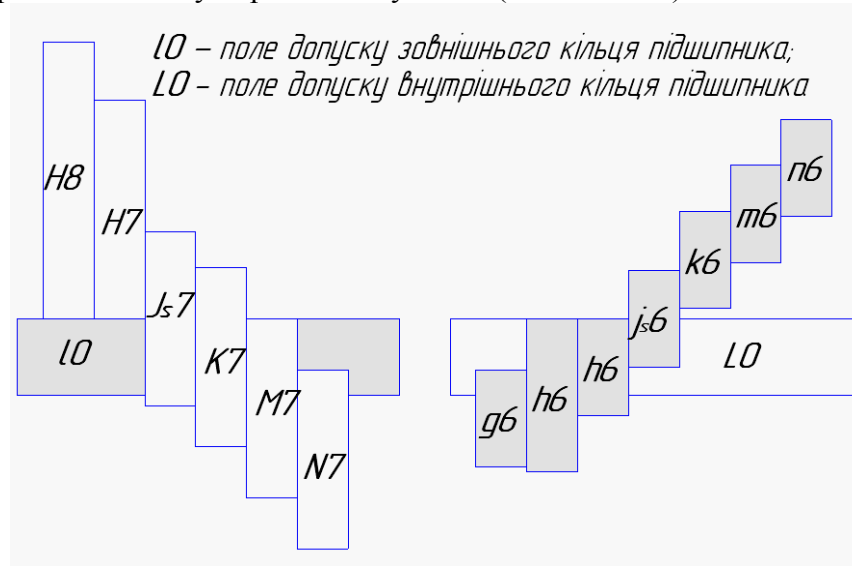 l0 – поле допуску зовнішнього кільця підшипника;
L0 – поле допуску внутрішнього кільця підшипника
H8
H7
Js7
K7
M7
N7
l0
g6
h6
h6
js6
k6
m6
n6
L0